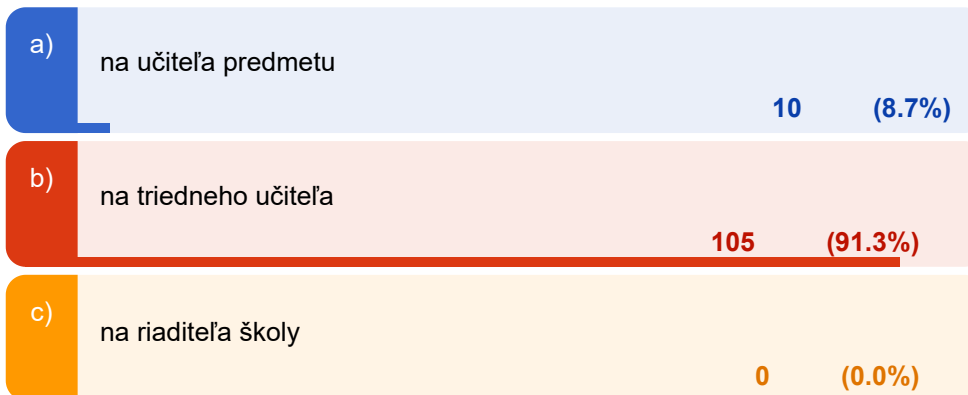 a)
na učiteľa predmetu
10 (8.7%)
b)
na triedneho učiteľa
105 (91.3%)
c)
na riaditeľa školy
0 (0.0%)